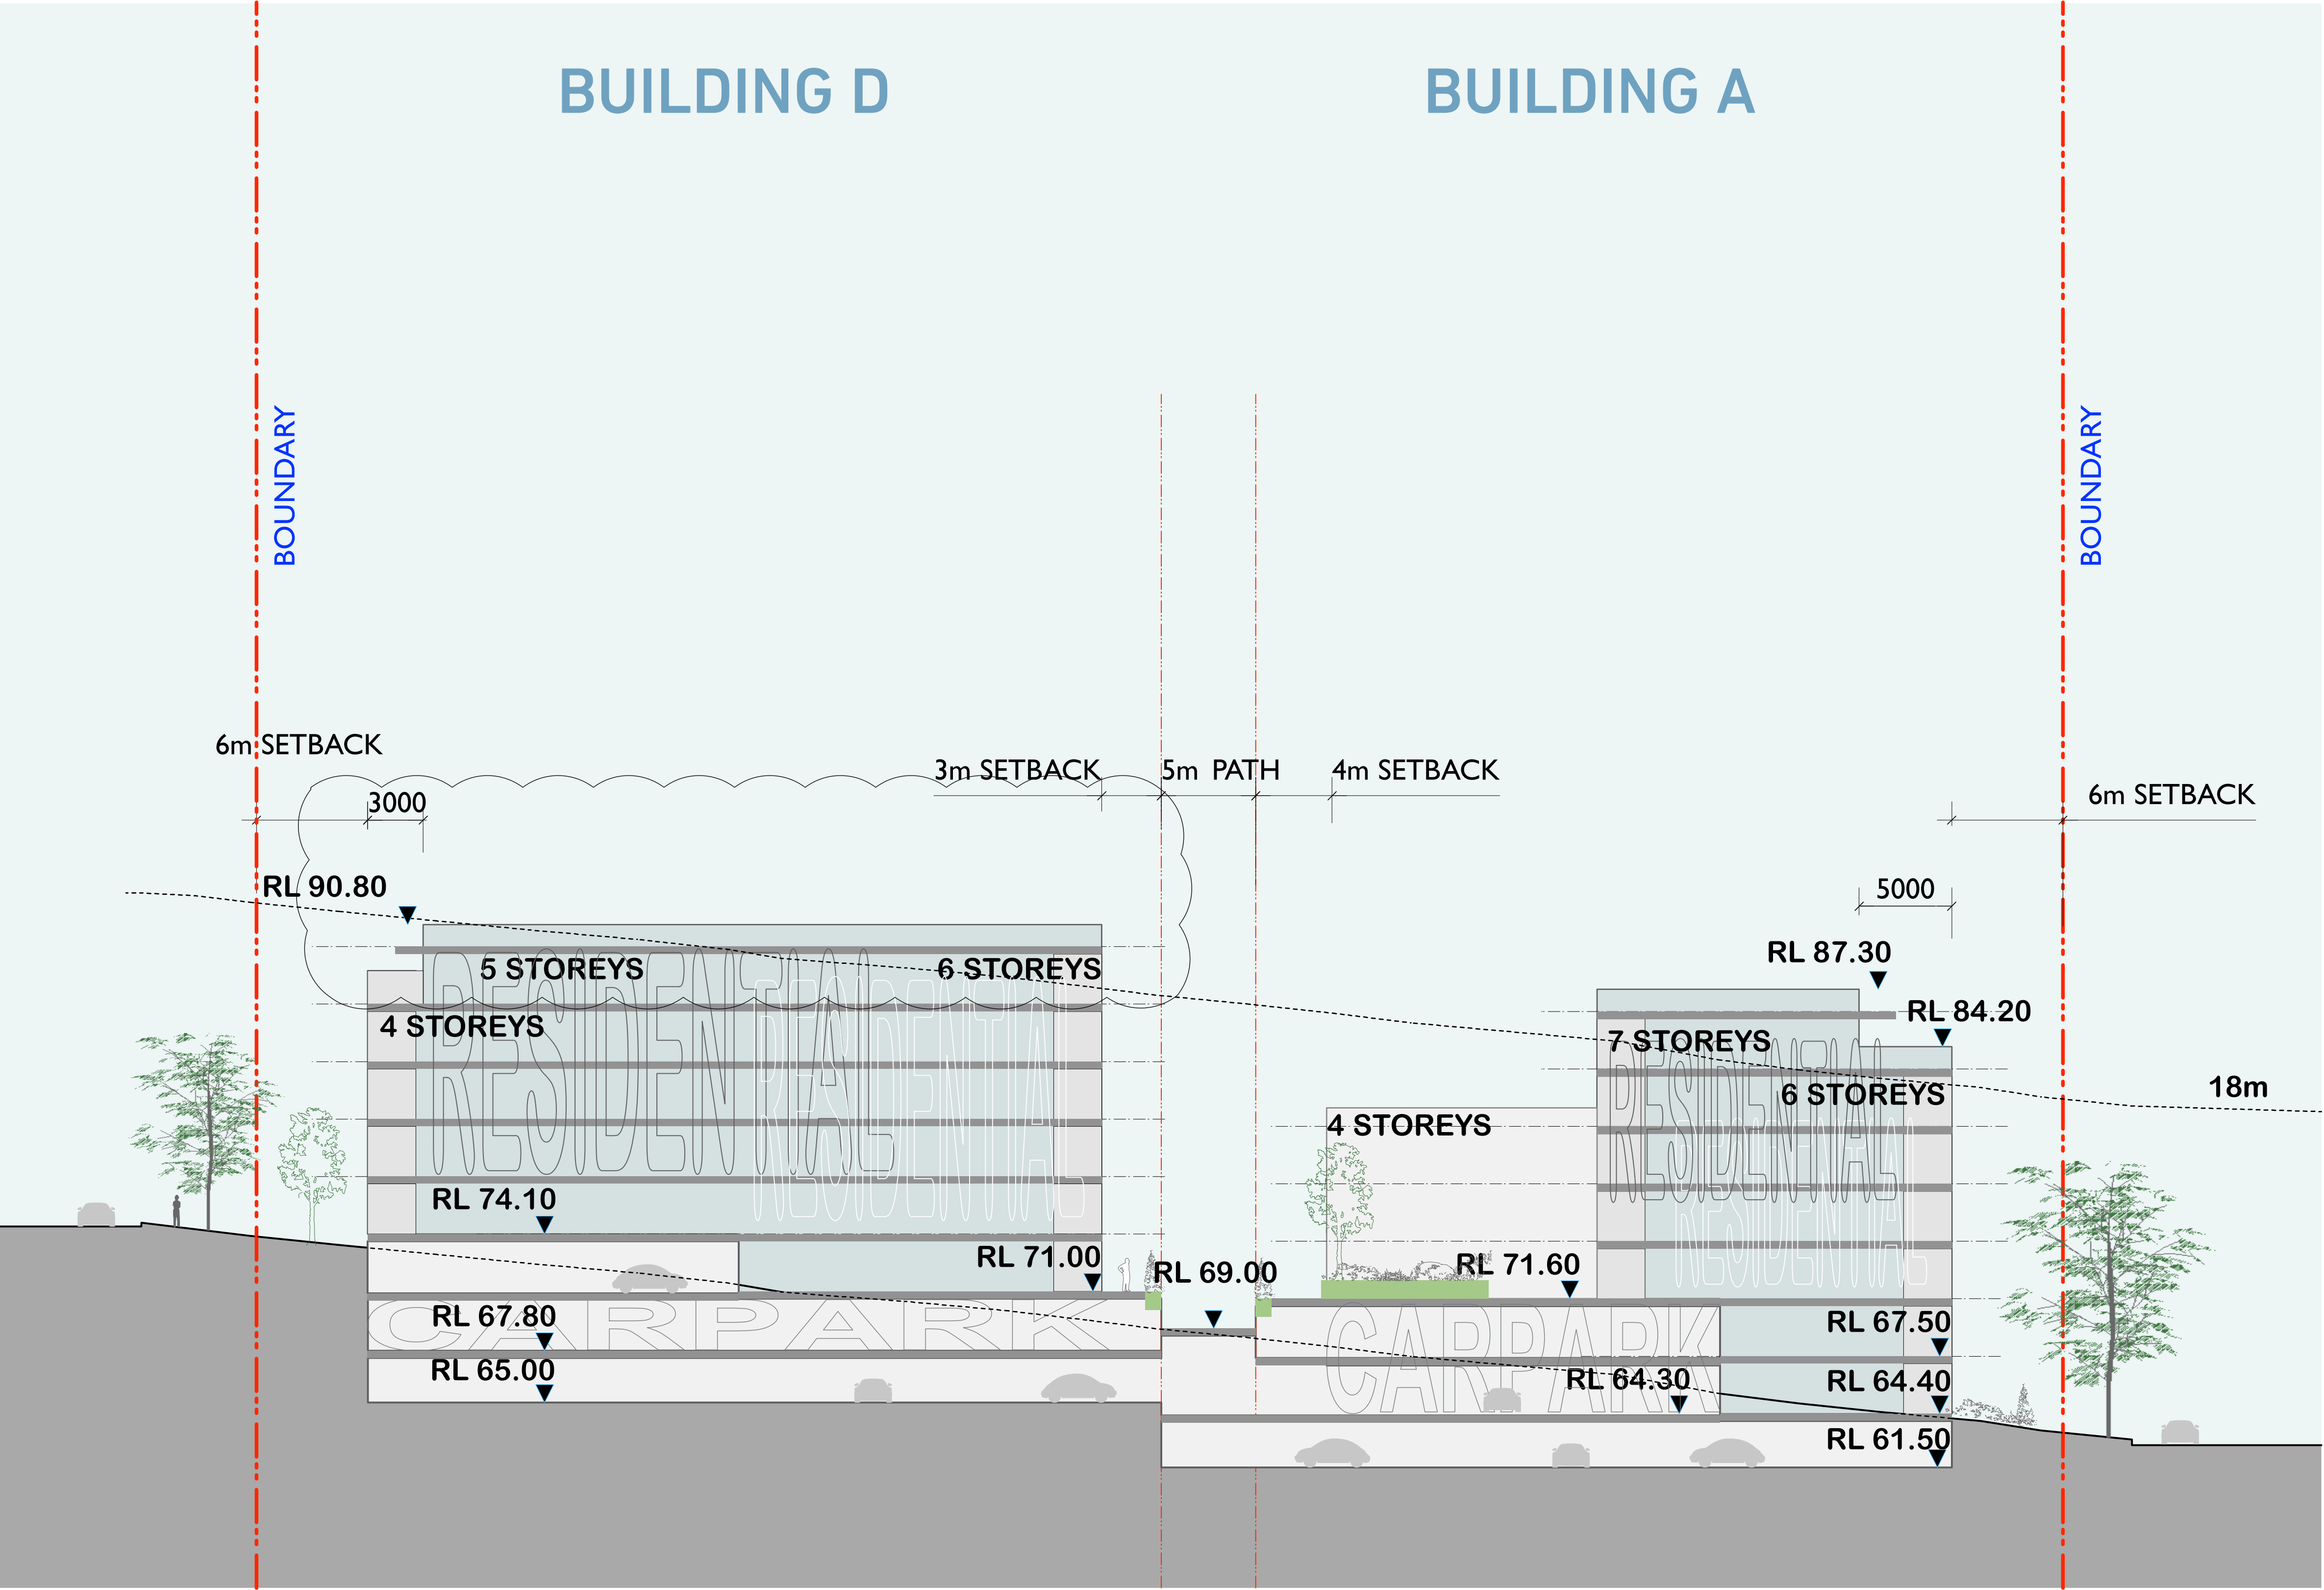 BUILDING D
BUILDING A
BOUNDARY
BOUNDARY
6m SETBACK
3m SETBACK
5m PATH
4m SETBACK
6m SETBACK
3000
5000
RL 90.80
RL 87.30
RL 84.20
5 STOREYS
6 STOREYS
4 STOREYS
7 STOREYS
6 STOREYS
4 STOREYS
18m
RESIDENTIAL
RESIDENTIAL
RESIDENTIAL
RESIDENTIAL
RL 74.10
RL 71.00
RL 69.00
RL 71.60
RL 67.80
RL 67.50
CARPARK
CARPARK
RL 65.00
RL 64.30
RL 64.40
RL 61.50